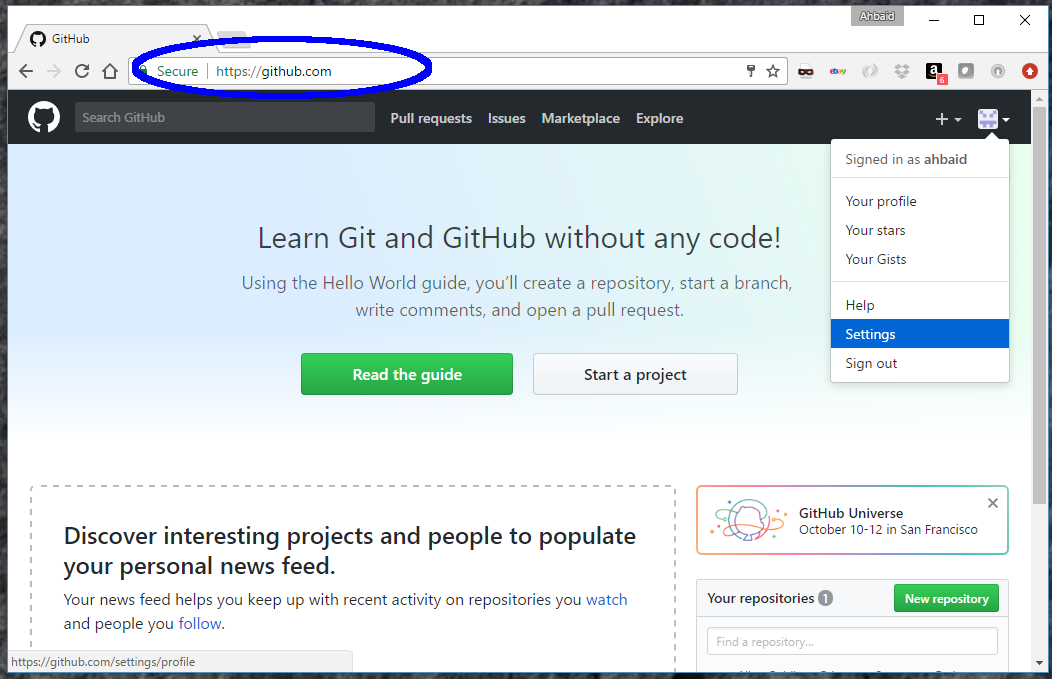 Ahbaid
GitHub
Secure https://github.com
ebay
a
6
Search GitHub
Pull requests Issues Marketplace Explore
Signed in as ahbaid
Your profile
Your stars
Your Gists
Help
Settings
Sign out
Learn Git and GitHub without any code!
Using the Hello World guide, you’ll create a repository, start a branch,
write comments, and open a pull request.
Read the guide Start a project
Discover interesting projects and people to populate
your personal news feed.
Your news feed helps you keep up with recent activity on repositories you watch
and people you follow.
GitHub Universe
October 10-12 in San Francisco
Your repositories 1 New repository
Find a repository...
https://github.com/settings/profile